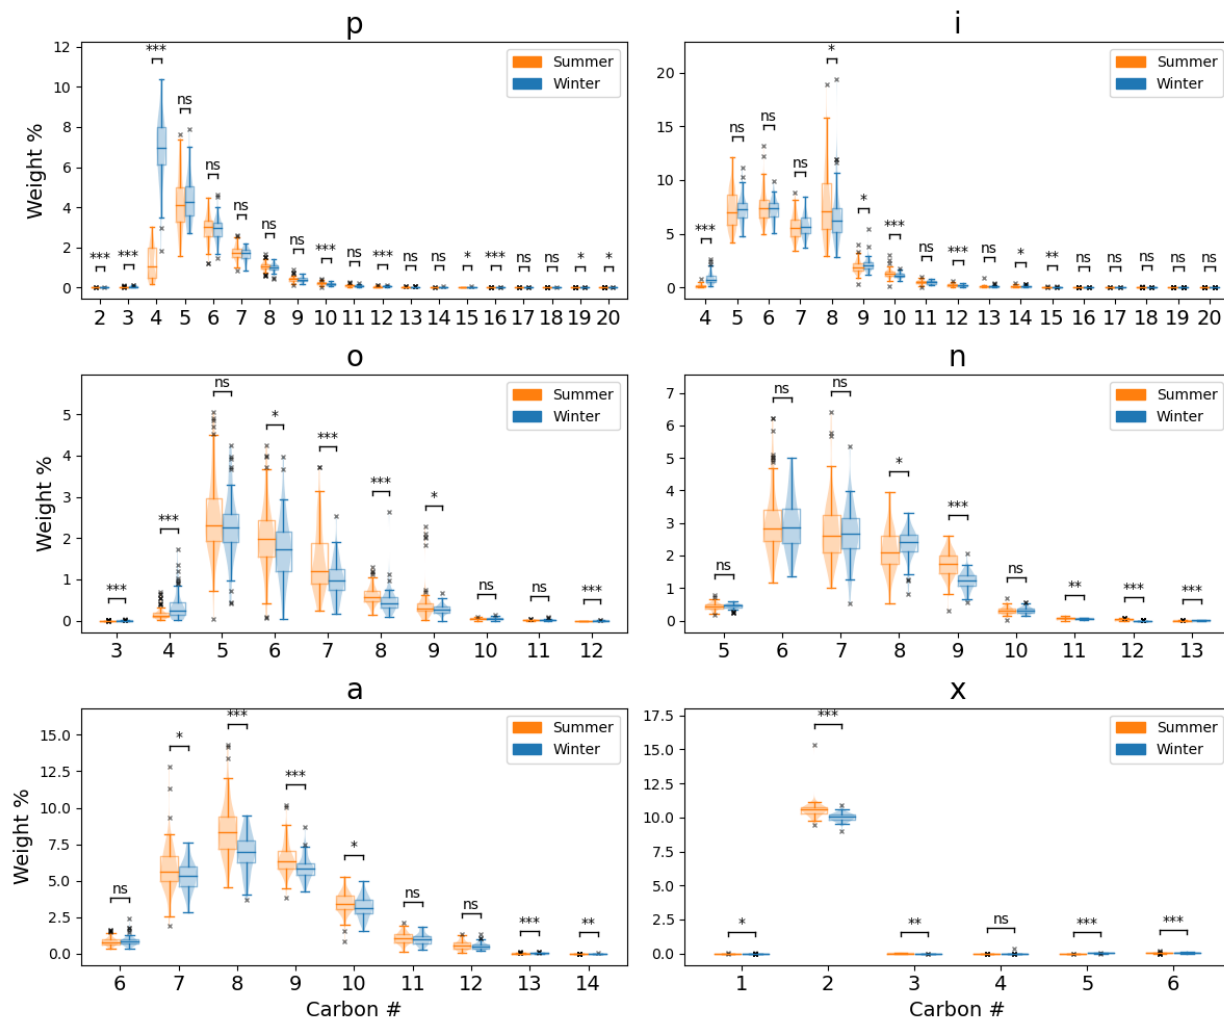 p
Weight %
12
10
8
6
4
2
0
*** *** *** ns ns ns ns ns *** ns *** ns ns * *** ns ns * *
Summer
Winter
2 3 4 5 6 7 8 9 10 11 12 13 14 15 16 17 18 19 20
i
20
15
10
5
0
*** ns ns ns * * *** ns *** ns * ** ns ns ns ns ns
Summer
Winter
4 5 6 7 8 9 10 11 12 13 14 15 16 17 18 19 20
o
Weight %
5
4
3
2
1
0
*** *** ns * *** *** * ns ns ***
Summer
Winter
3 4 5 6 7 8 9 10 11 12
n
7
6
5
4
3
2
1
0
ns ns ns * *** ns ** *** ***
Summer
Winter
5 6 7 8 9 10 11 12 13
a
Weight %
15.0
12.5
10.0
7.5
5.0
2.5
0.0
ns * *** *** * ns ns *** **
Summer
Winter
6 7 8 9 10 11 12 13 14
Carbon #
x
17.5
15.0
12.5
10.0
7.5
5.0
2.5
0.0
* *** ** ns *** ***
Summer
Winter
1 2 3 4 5 6
Carbon #